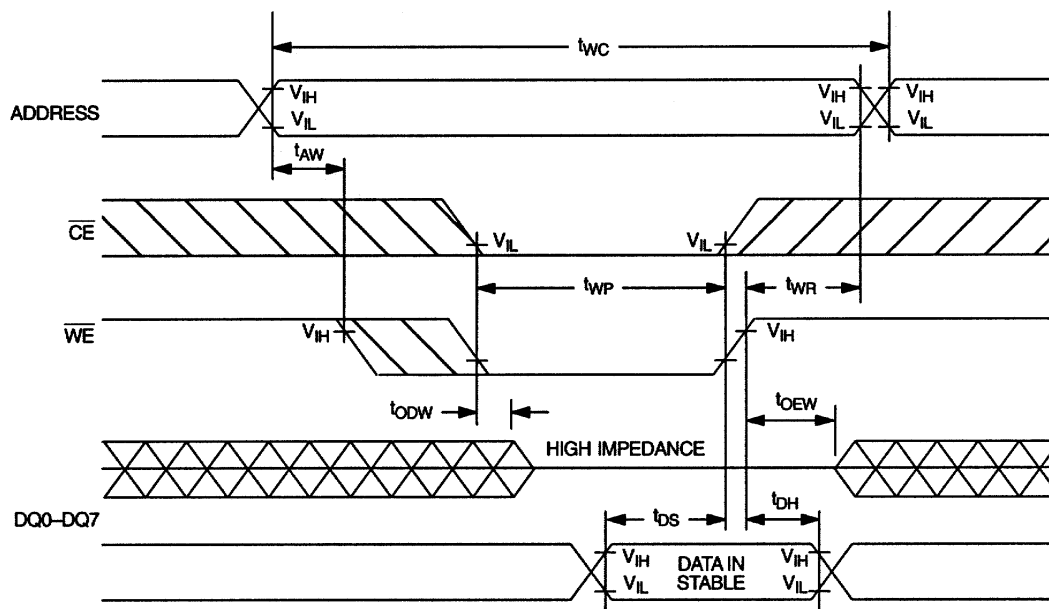 tWC
ADDRESS
VIH
VIL
VIH
VIL
VIH
VIL
tAW
CE
VIL
VIL
tWP
tWR
WE
VIH
VIH
tODW
tOEW
HIGH IMPEDANCE
DQ0–DQ7
tDS
tDH
VIH
VIL
DATA IN
STABLE
VIH
VIL